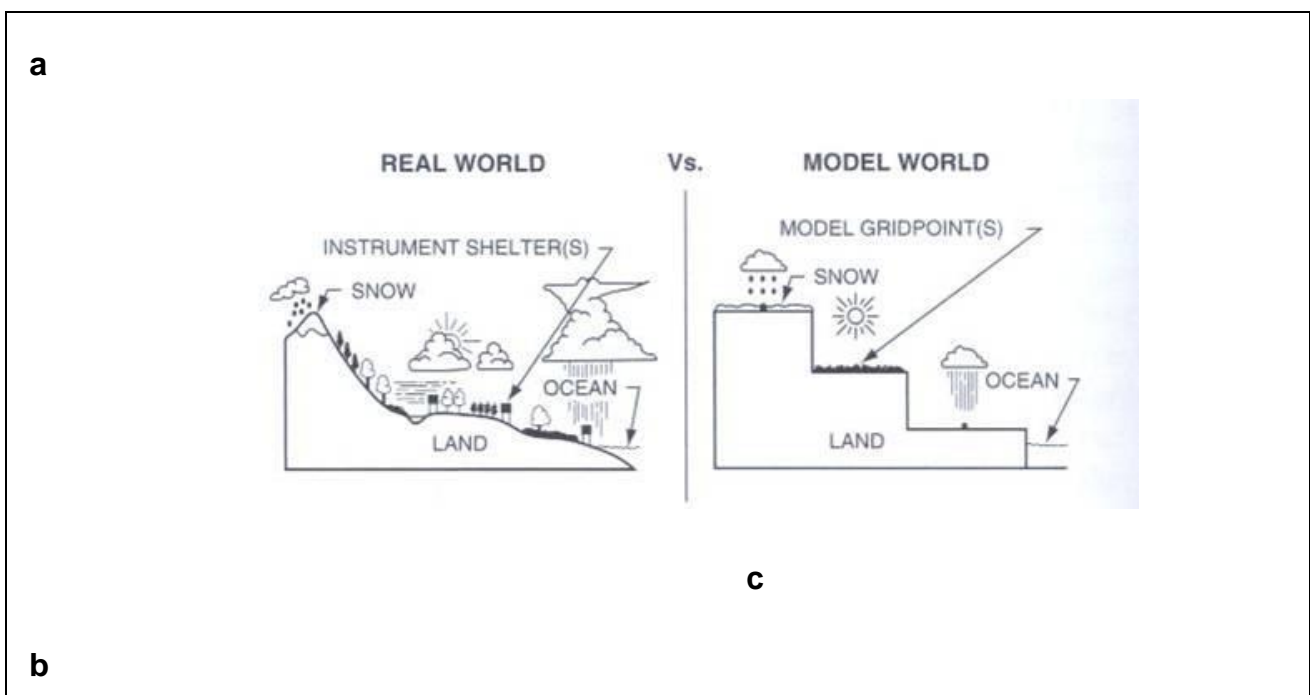 a
REAL WORLD Vs. MODEL WORLD
INSTRUMENT SHELTER(S)
SNOW
OCEAN
LAND
MODEL GRIDPOINT(S)
SNOW
OCEAN
LAND
c
b